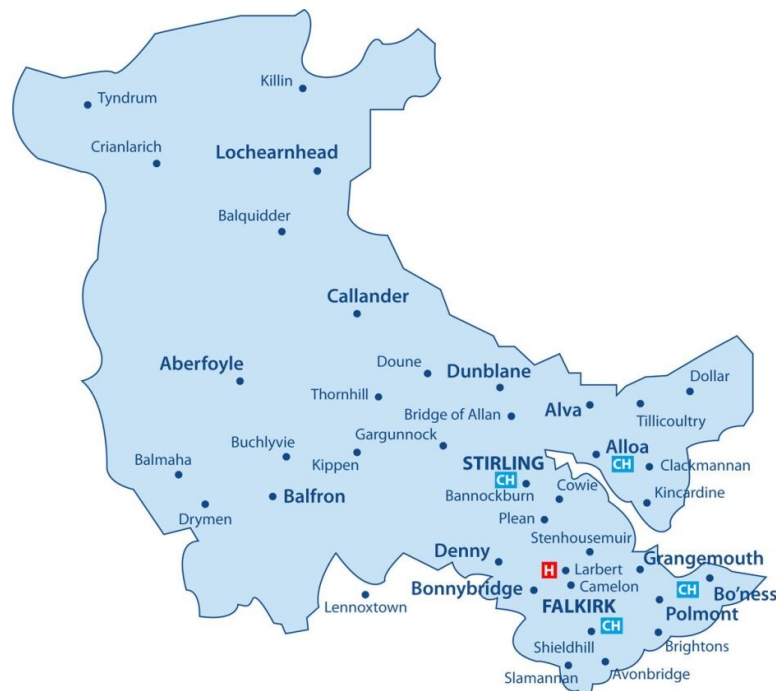 Killin
Tyndrum
Crianlarich
Lochearnhead
Balquidder
Callander
Aberfoyle
Doune
Dunblane
Dollar
Thornhill
Bridge of Allan
Alva
Tillicoultry
Buchlyvie
Gargunnock
Alloa
Balmaha
Kippen
STIRLING
CH
Clackmannan
CH
Balfron
Bannockburn
Cowie
Kincardine
Drymen
Plean
Stenhousemuir
Denny
Grangemouth
H
Larbert
Bonnybridge
Camelon
CH
Bo'ness
Lennoxtown
FALKIRK
Polmont
CH
Shieldhill
Brightons
Slamannan
Avonbridge